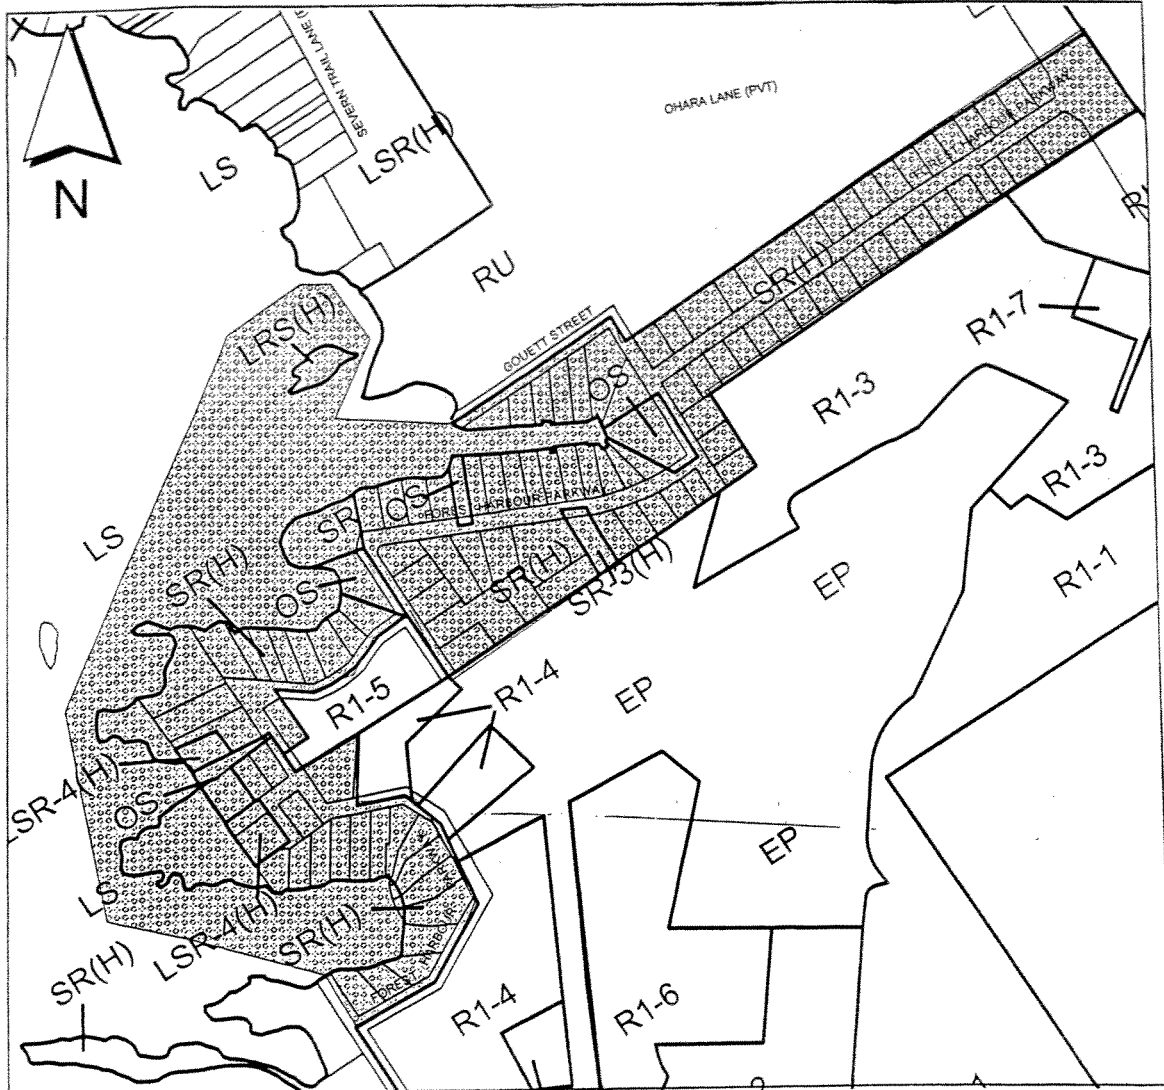 SEVERN TRAIL LANE
OHARA LANE (PVT)
LSR(H)
LS
N
FOREST HARBOUR PARKWAY
RU
SR(H)
R1-7
LRS(H)
GOUETT STREET
OS
R1-3
R1-3
OS
FOREST HARBOUR PARKWAY
SR
LS
SR(H)
OS
SR(H)
SR-3(H)
EP
R1-1
R1-5
R1-4
EP
LSR-4(H)
OS
EP
LS
LSR-4(H)
SR(H)
FOREST HARBOUR PARKWAY
SR(H)
R1-4
R1-6